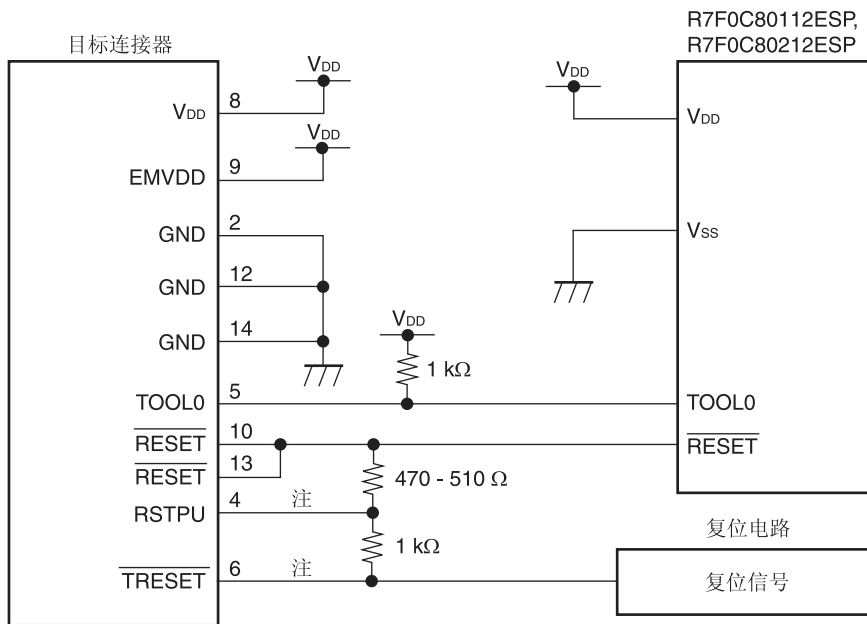 R7F0C80112ESP,
R7F0C80212ESP
目标连接器
VDD
VDD
VDD 8
VDD
VDD
EMVDD 9
GND 2
VSS
GND 12
GND 14
VDD
1 kΩ
TOOL0 5
TOOL0
RESET 10
RESET
RESET 13
470 - 510 Ω
RSTPU 4 注
1 kΩ
复位电路
TRESET 6 注
复位信号